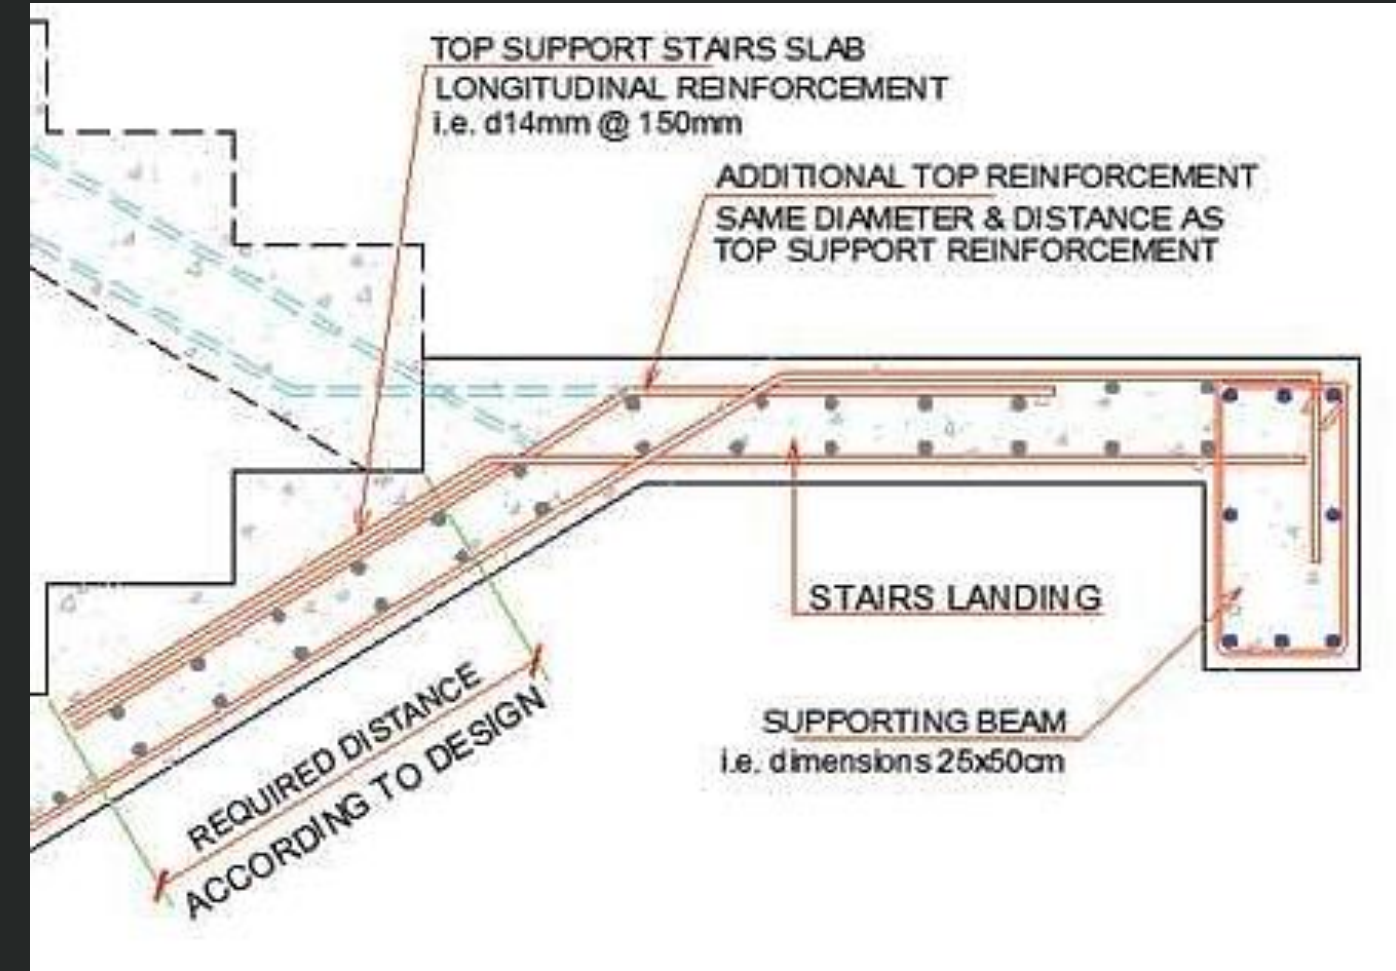 TOP SUPPORT STAIRS SLAB
LONGITUDINAL REINFORCEMENT
i.e. d14mm @ 150mm
ADDITIONAL TOP REINFORCEMENT
SAME DIAMETER & DISTANCE AS
TOP SUPPORT REINFORCEMENT
STAIRS LANDING
REQUIRED DISTANCE
ACCORDING TO DESIGN
SUPPORTING BEAM
i.e. dimensions 25x50cm